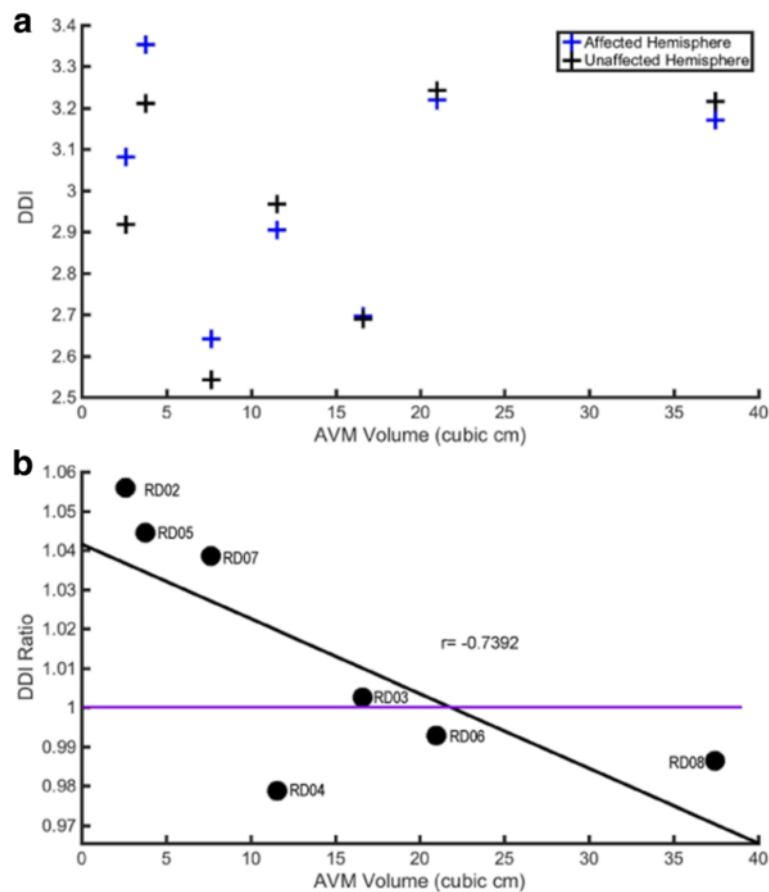 a
3.4
3.3
3.2
3.1
3
2.9
2.8
2.7
2.6
2.5
DDI
Affected Hemisphere
Unaffected Hemisphere
0 5 10 15 20 25 30 35 40
AVM Volume (cubic cm)
b
1.06
1.05
1.04
1.03
1.02
1.01
1
0.99
0.98
0.97
DDI Ratio
RD02
RD05
RD07
r= -0.7392
RD03
RD06
RD08
RD04
0 5 10 15 20 25 30 35 40
AVM Volume (cubic cm)